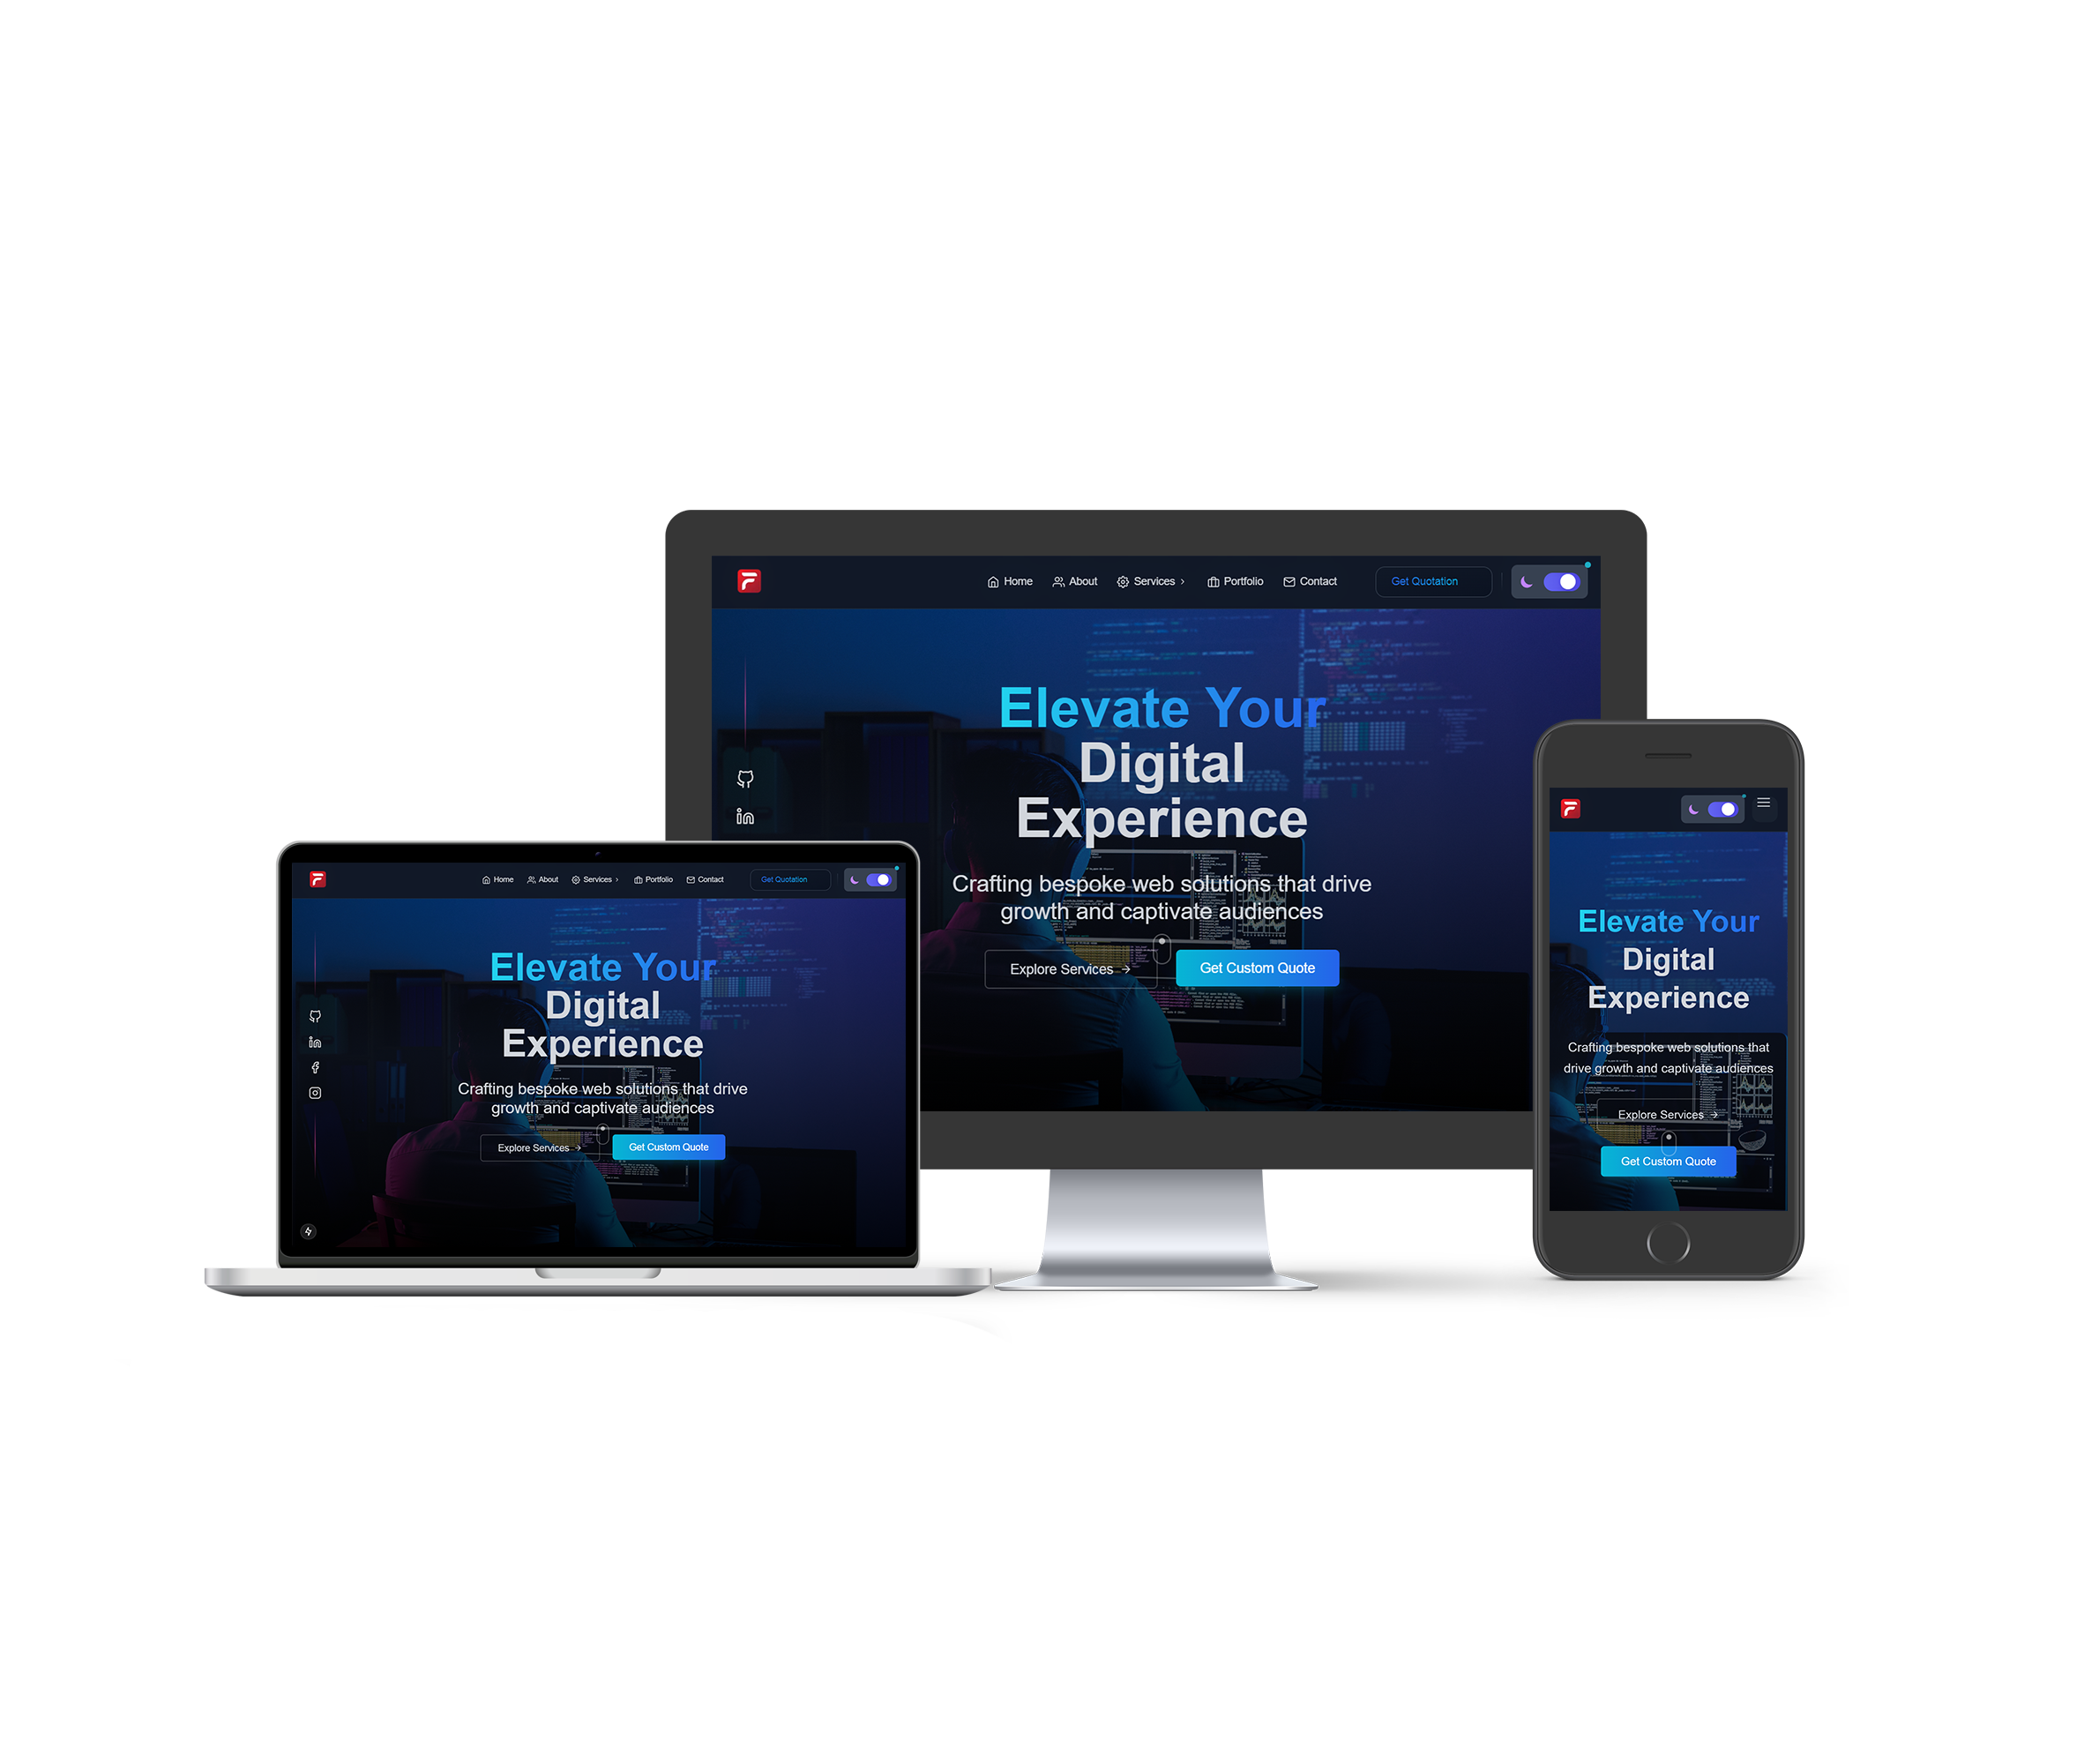 Home About Services Portfolio Contact Get Quotation
Elevate Your
Digital
Experience
Crafting bespoke web solutions that drive
growth and captivate audiences
Explore Services → Get Custom Quote
Home About Services Portfolio Contact Get Quotation
Elevate Your
Digital
Experience
Crafting bespoke web solutions that drive
growth and captivate audiences
Explore Services → Get Custom Quote
Elevate Your
Digital
Experience
Crafting bespoke web solutions that
drive growth and captivate audiences
Explore Services →
Get Custom Quote